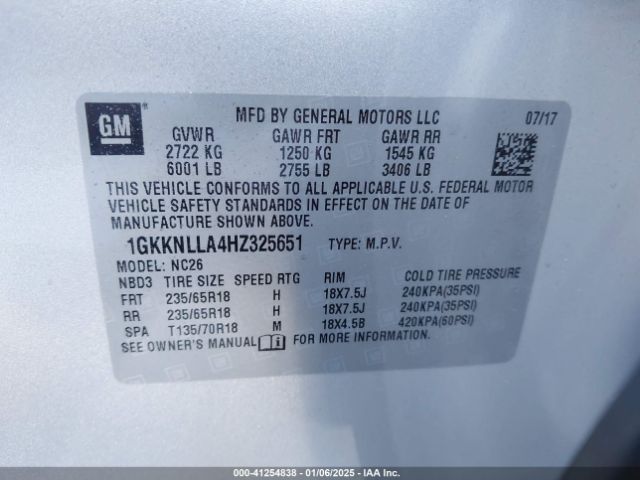 GM
MFD BY GENERAL MOTORS LLC 07/17
GVWR GAWR FRT GAWR RR
2722 KG 1250 KG 1545 KG
6001 LB 2755 LB 3406 LB
THIS VEHICLE CONFORMS TO ALL APPLICABLE U.S. FEDERAL MOTOR
VEHICLE SAFETY STANDARDS IN EFFECT ON THE DATE OF
MANUFACTURE SHOWN ABOVE.
1GKKNLLA4HZ325651 TYPE: M.P.V.
MODEL: NC26
NBD3 TIRE SIZE SPEED RTG RIM COLD TIRE PRESSURE
FRT 235/65R18 H 18X7.5J 240KPA(35PSI)
RR 235/65R18 H 18X7.5J 240KPA(35PSI)
SPA T135/70R18 M 18X4.5B 420KPA(60PSI)
SEE OWNER'S MANUAL FOR MORE INFORMATION.
000-41254838 - 01/06/2025 - IAA Inc.